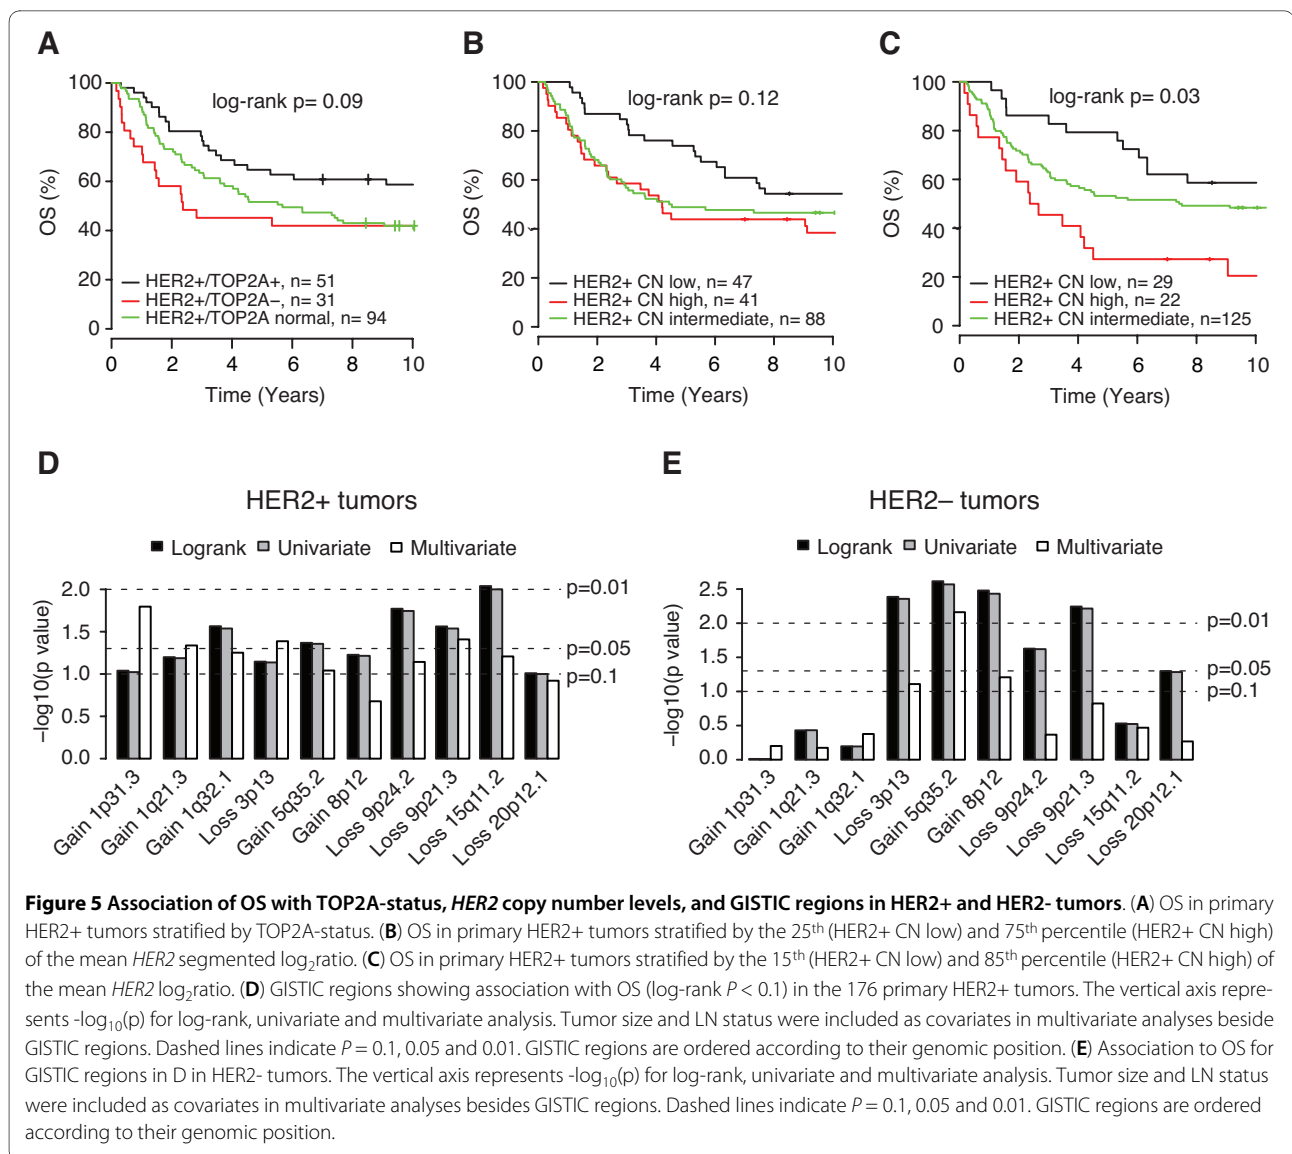 A
B
C
100
80
60
40
20
0
OS (%)
log-rank p= 0.09
HER2+/TOP2A+, n= 51
HER2+/TOP2A−, n= 31
HER2+/TOP2A normal, n= 94
0 2 4 6 8 10
Time (Years)
100
80
60
40
20
0
OS (%)
log-rank p= 0.12
HER2+ CN low, n= 47
HER2+ CN high, n= 41
HER2+ CN intermediate, n= 88
0 2 4 6 8 10
Time (Years)
100
80
60
40
20
0
OS (%)
log-rank p= 0.03
HER2+ CN low, n= 29
HER2+ CN high, n= 22
HER2+ CN intermediate, n=125
0 2 4 6 8 10
Time (Years)
D
HER2+ tumors
Logrank Univariate Multivariate
2.0
1.5
1.0
0.5
0.0
−log10(p value)
p=0.01
p=0.05
p=0.1
Gain 1p31.3
Gain 1q21.3
Gain 1q32.1
Loss 3p13
Gain 5q35.2
Gain 8p12
Loss 9p24.2
Loss 9p21.3
Loss 15q11.2
Loss 20p12.1
E
HER2− tumors
Logrank Univariate Multivariate
2.5
2.0
1.5
1.0
0.5
0.0
−log10(p value)
p=0.01
p=0.05
p=0.1
Gain 1p31.3
Gain 1q21.3
Gain 1q32.1
Loss 3p13
Gain 5q35.2
Gain 8p12
Loss 9p24.2
Loss 9p21.3
Loss 15q11.2
Loss 20p12.1
Figure 5 Association of OS with TOP2A-status, HER2 copy number levels, and GISTIC regions in HER2+ and HER2- tumors. (A) OS in primary
HER2+ tumors stratified by TOP2A-status. (B) OS in primary HER2+ tumors stratified by the 25th (HER2+ CN low) and 75th percentile (HER2+ CN high)
of the mean HER2 segmented log2ratio. (C) OS in primary HER2+ tumors stratified by the 15th (HER2+ CN low) and 85th percentile (HER2+ CN high) of
the mean HER2 log2ratio. (D) GISTIC regions showing association with OS (log-rank P < 0.1) in the 176 primary HER2+ tumors. The vertical axis repre-
sents -log10(p) for log-rank, univariate and multivariate analysis. Tumor size and LN status were included as covariates in multivariate analyses beside
GISTIC regions. Dashed lines indicate P = 0.1, 0.05 and 0.01. GISTIC regions are ordered according to their genomic position. (E) Association to OS for
GISTIC regions in D in HER2- tumors. The vertical axis represents -log10(p) for log-rank, univariate and multivariate analysis. Tumor size and LN status
were included as covariates in multivariate analyses besides GISTIC regions. Dashed lines indicate P = 0.1, 0.05 and 0.01. GISTIC regions are ordered
according to their genomic position.